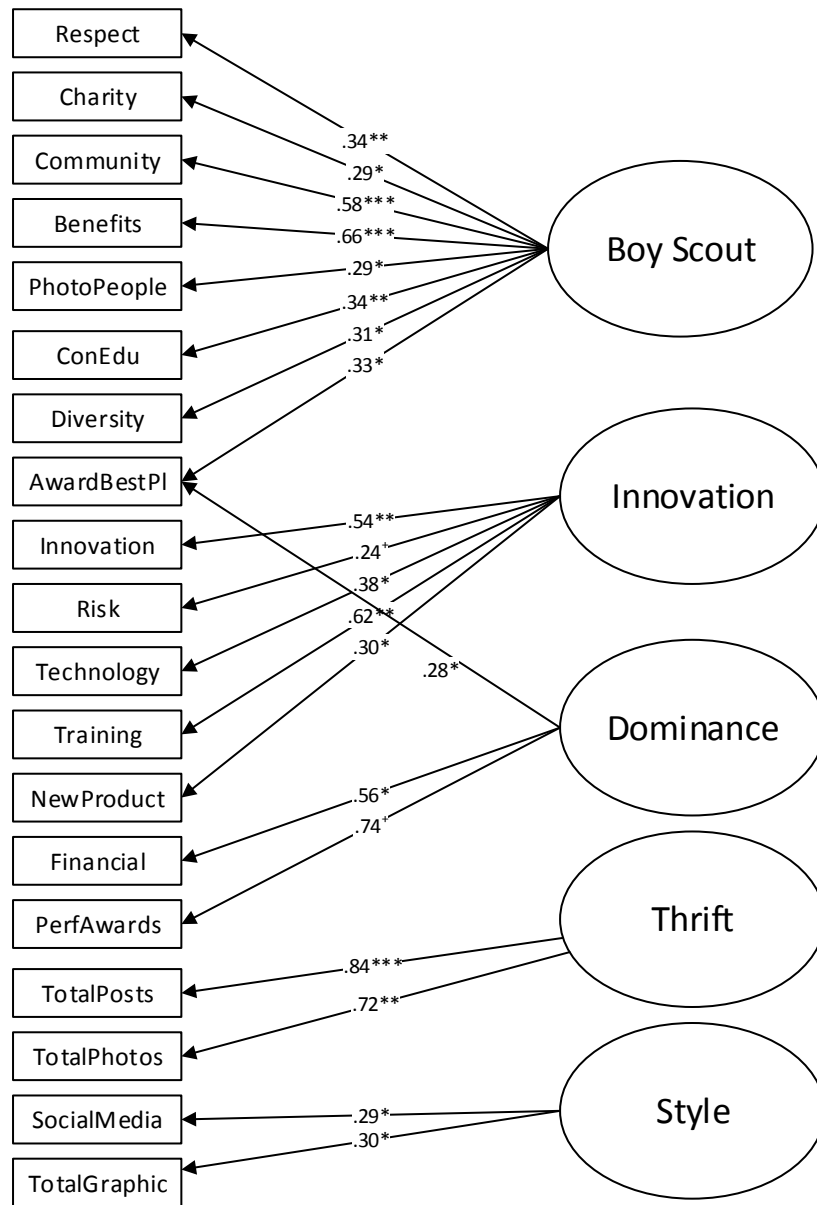 Respect
Charity
Community
Benefits
PhotoPeople
ConEdu
Diversity
AwardBestPl
Innovation
Risk
Technology
Training
NewProduct
Financial
PerfAwards
TotalPosts
TotalPhotos
SocialMedia
TotalGraphic
.34**
.29*
.58***
.66***
.29*
.34**
.31*
.33*
.54**
.24+
.38*
.62**
.30*
.28*
.56*
.74+
.84***
.72**
.29*
.30*
Boy Scout
Innovation
Dominance
Thrift
Style